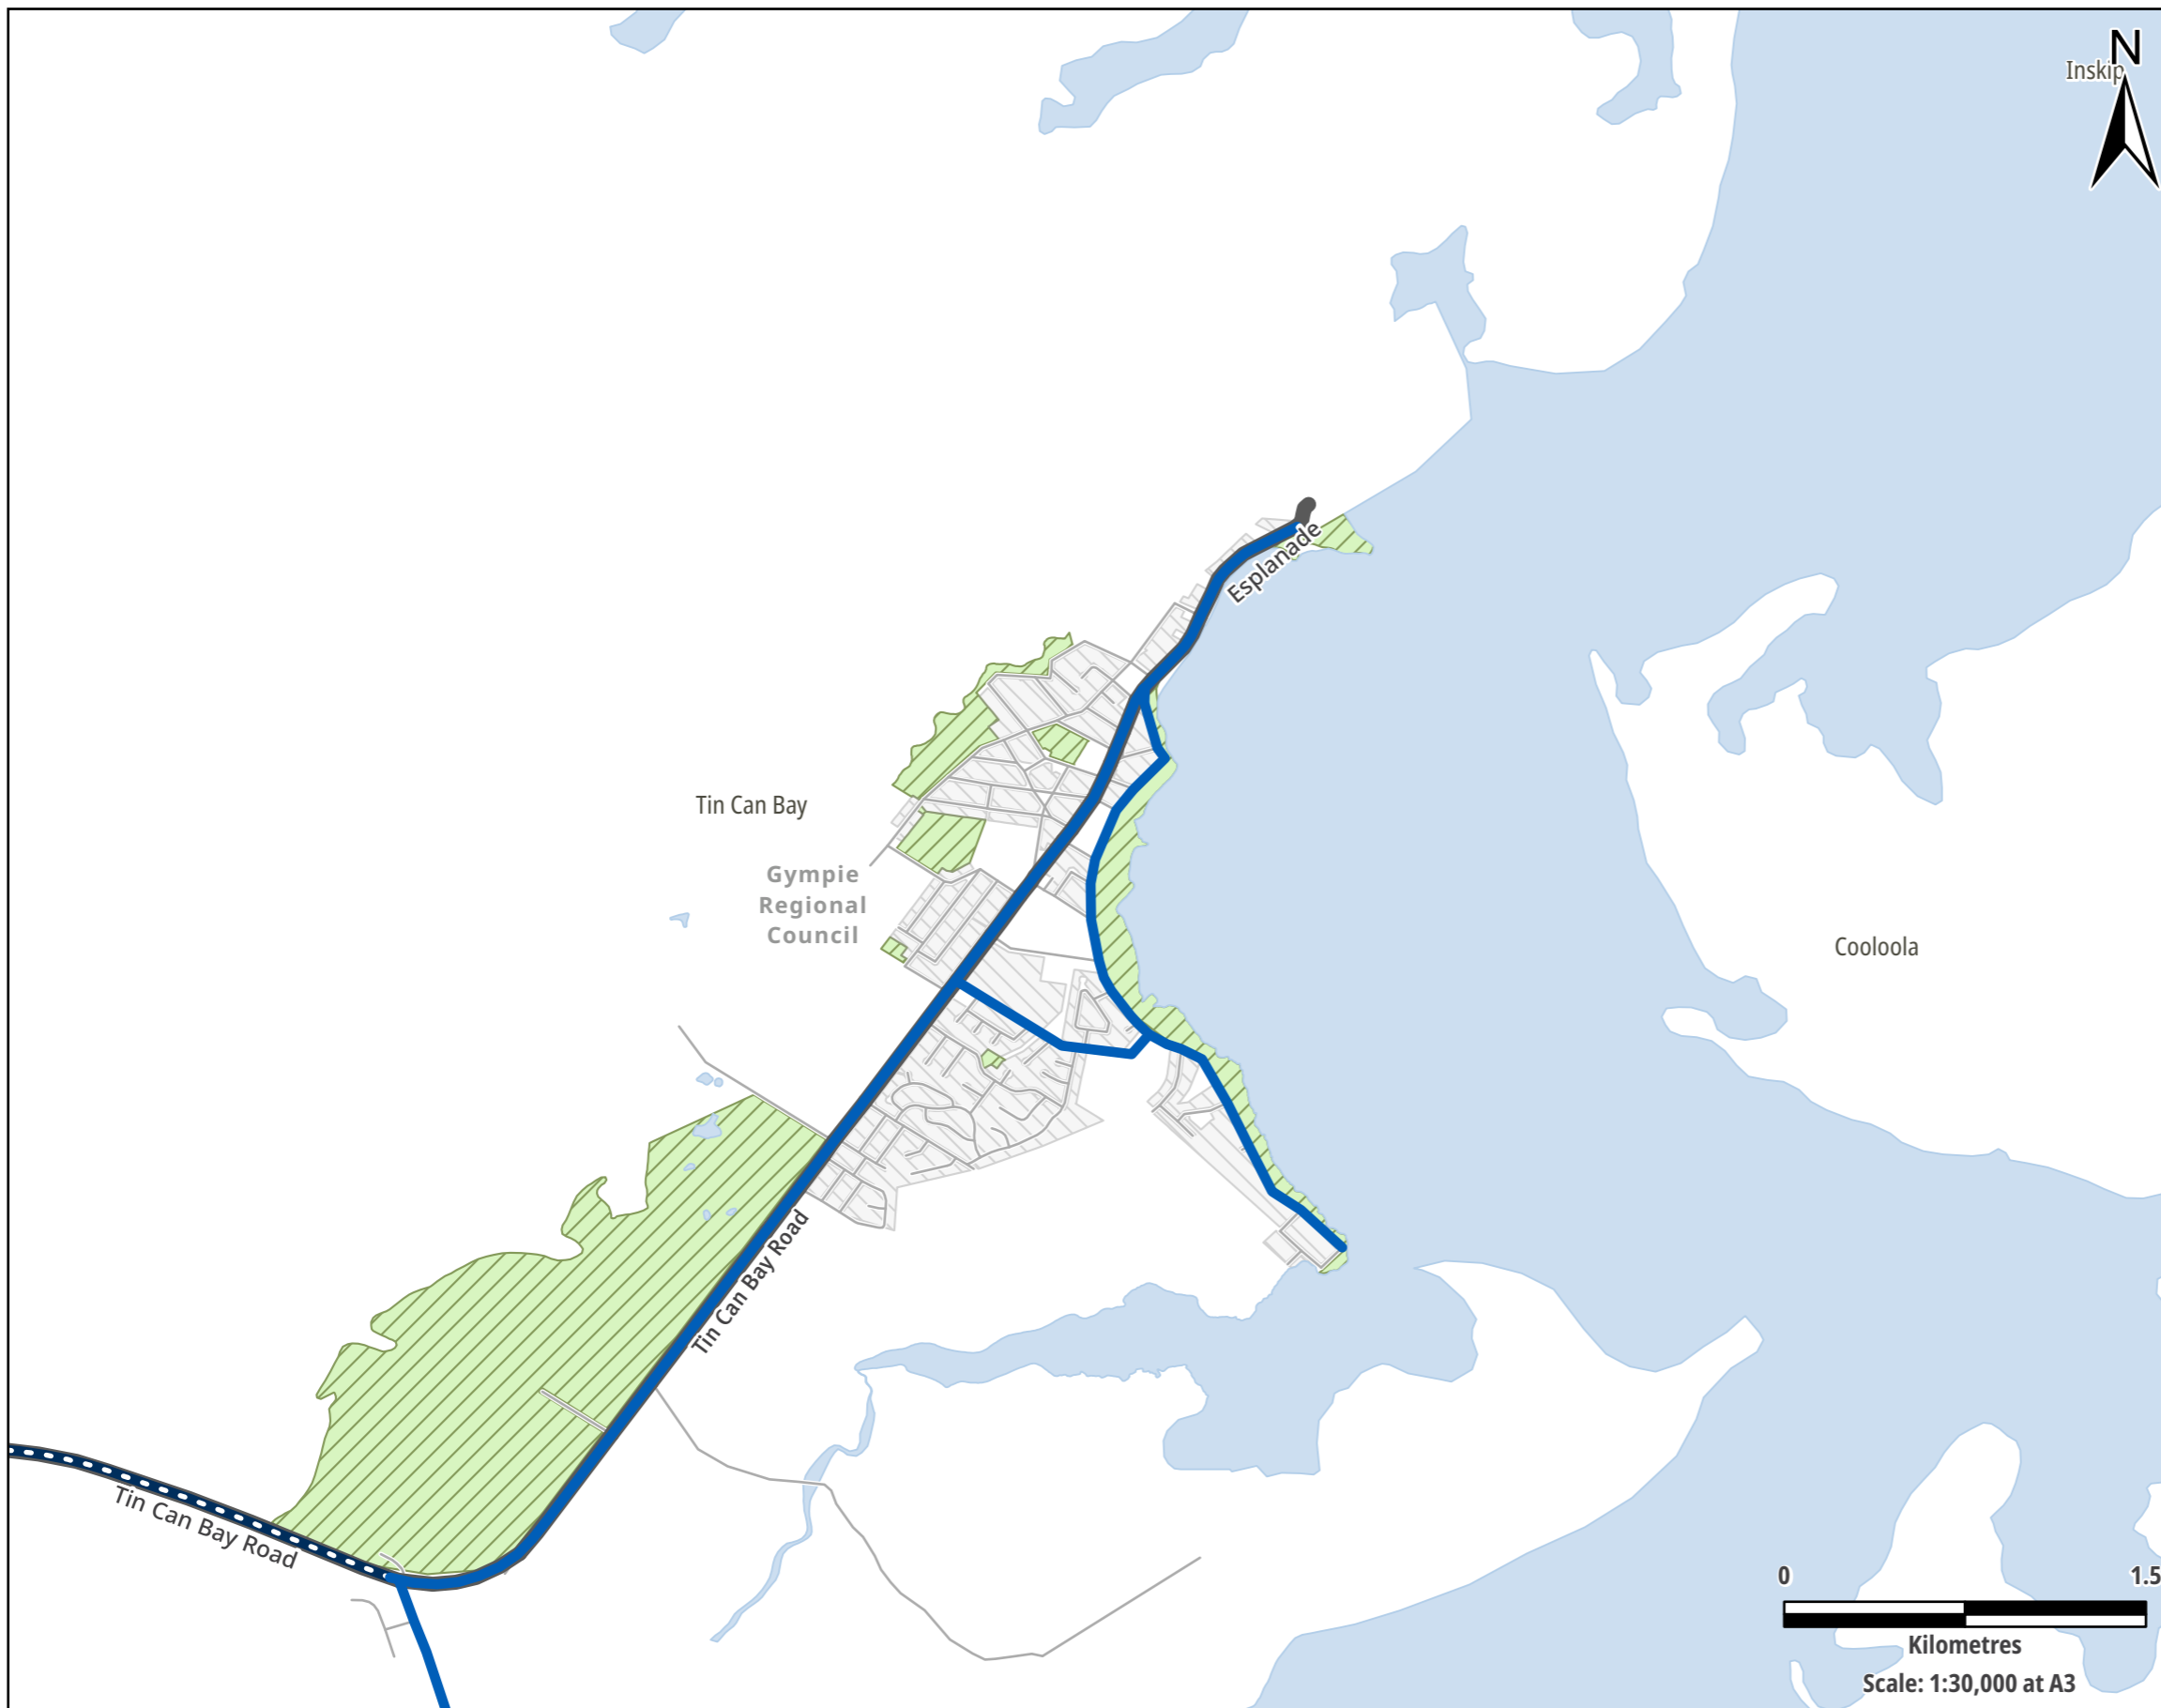 N
Inskip
Esplanade
Tin Can Bay
Gympie
Regional
Council
Cooloola
Tin Can Bay Road
Tin Can Bay Road
0
1.5
Kilometres
Scale: 1:30,000 at A3